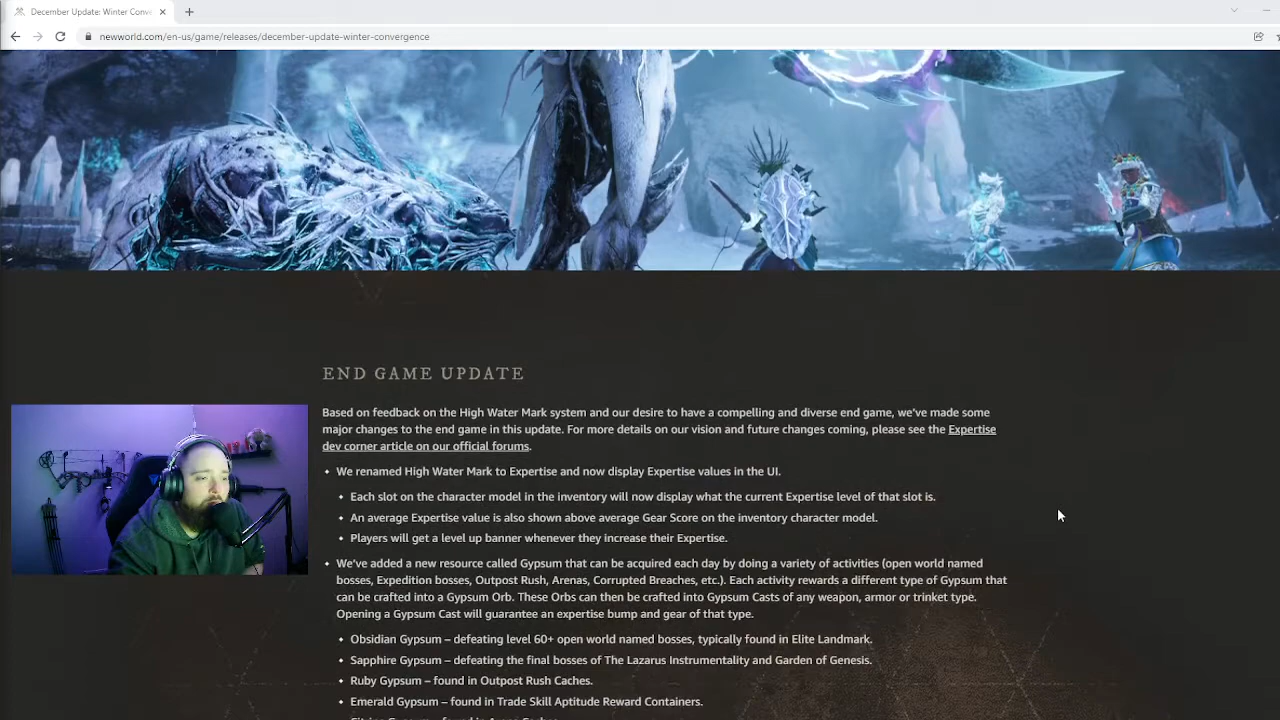 December Update: Winter Conve
newworld.com/en-us/game/releases/december-update-winter-convergence
END GAME UPDATE
Based on feedback on the High Water Mark system and our desire to have a compelling and diverse end game, we've made some
major changes to the end game in this update. For more details on our vision and future changes coming, please see the Expertise
dev corner article on our official forums.
• We renamed High Water Mark to Expertise and now display Expertise values in the UI.
• Each slot on the character model in the inventory will now display what the current Expertise level of that slot is.
• An average Expertise value is also shown above average Gear Score on the inventory character model.
• Players will get a level up banner whenever they increase their Expertise.
• We've added a new resource called Gypsum that can be acquired each day by doing a variety of activities (open world named
bosses, Expedition bosses, Outpost Rush, Arenas, Corrupted Breaches, etc.). Each activity rewards a different type of Gypsum that
can be crafted into a Gypsum Orb. These Orbs can then be crafted into Gypsum Casts of any weapon, armor or trinket type.
Opening a Gypsum Cast will guarantee an expertise bump and gear of that type.
• Obsidian Gypsum – defeating level 60+ open world named bosses, typically found in Elite Landmark.
• Sapphire Gypsum – defeating the final bosses of The Lazarus Instrumentality and Garden of Genesis.
• Ruby Gypsum – found in Outpost Rush Caches.
• Emerald Gypsum – found in Trade Skill Aptitude Reward Containers.